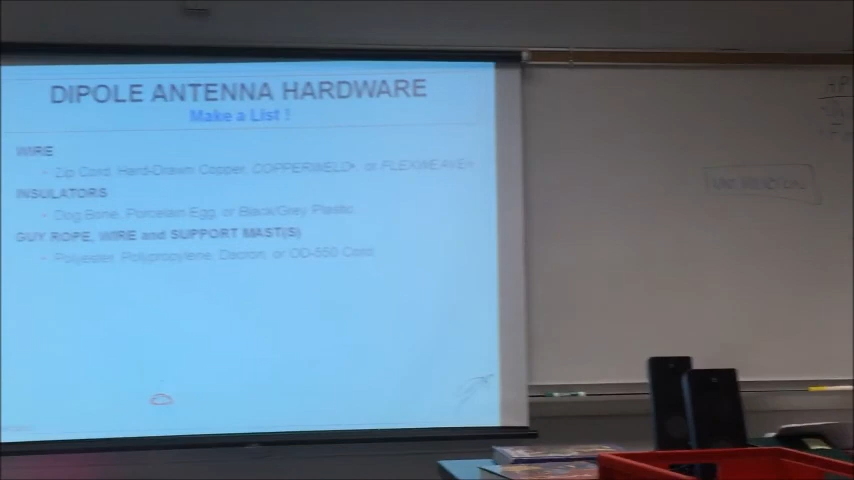 DIPOLE ANTENNA HARDWARE
Make a List !
WIRE
- Zip Cord, Hard-Drawn Copper, COPPERWELD® or FLEXWEAVE®
INSULATORS
- Dog Bone, Porcelain Egg, or Black/Grey Plastic
GUY ROPE, WIRE and SUPPORT MAST(S)
- Polyester, Polypropylene, Dacron, or OD-550 Cord